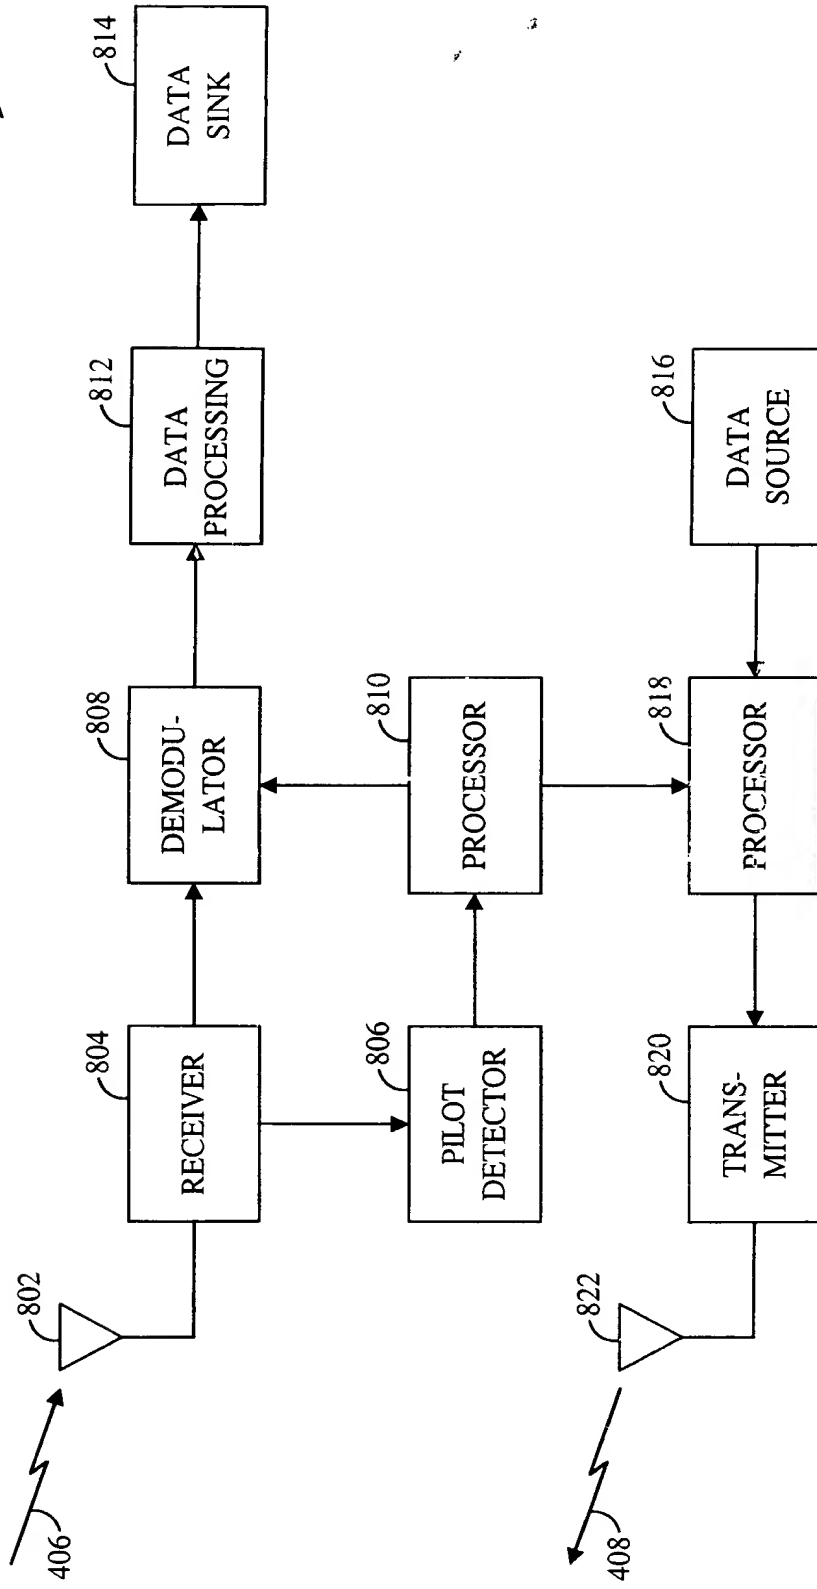 406
802
804
RECEIVER
808
DEMODU-
LATOR
812
DATA
PROCESSING
814
DATA
SINK
806
PILOT
DETECTOR
810
PROCESSOR
408
822
820
TRANS-
MITTER
818
PROCESSOR
816
DATA
SOURCE